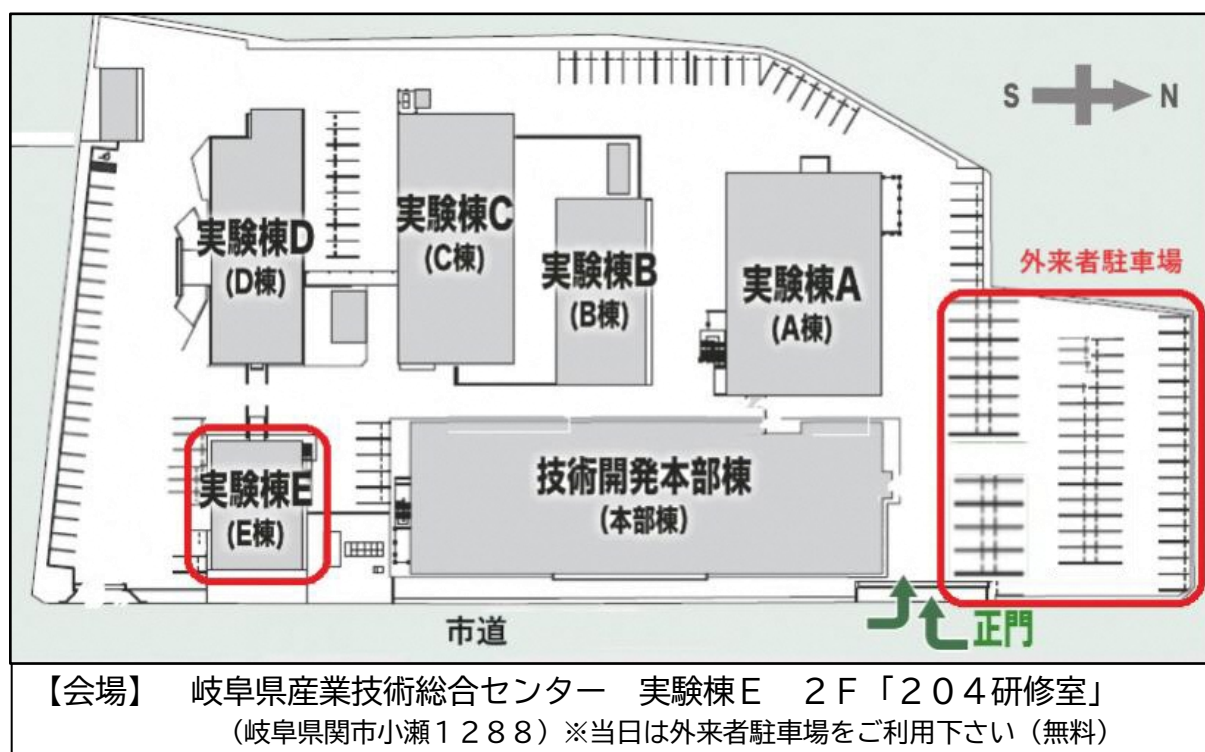 S N
外来者駐車場
実験棟D
(D棟)
実験棟C
(C棟)
実験棟B
(B棟)
実験棟A
(A棟)
実験棟E
(E棟)
技術開発本部棟
(本部棟)
市道
正門
【会場】 岐阜県産業技術総合センター 実験棟E 2F「204研修室」
(岐阜県関市小瀬1288)※当日は外来者駐車場をご利用下さい(無料)